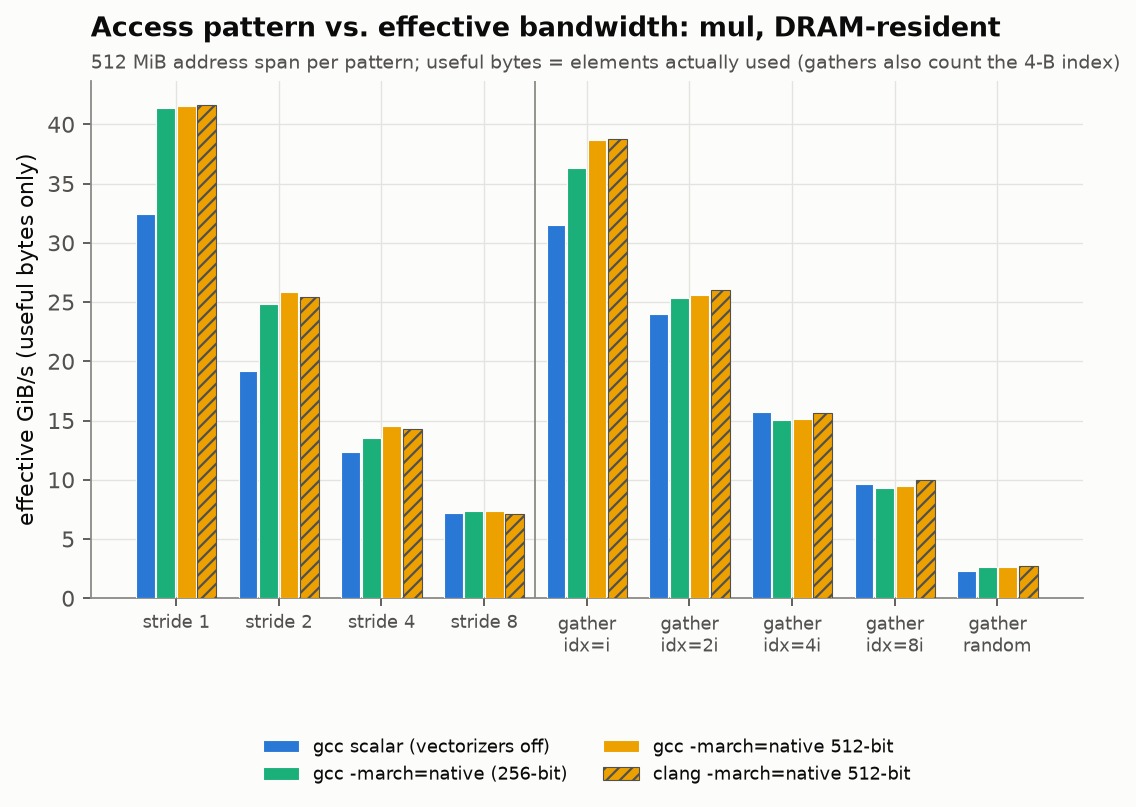 Access pattern vs. effective bandwidth: mul, DRAM-resident
512 MiB address span per pattern; useful bytes = elements actually used (gathers also count the 4-B index)
effective GiB/s (useful bytes only)
40
35
30
25
20
15
10
5
0
stride 1
stride 2
stride 4
stride 8
gather
idx=i
gather
idx=2i
gather
idx=4i
gather
idx=8i
gather
random
gcc scalar (vectorizers off)
gcc -march=native (256-bit)
gcc -march=native 512-bit
clang -march=native 512-bit